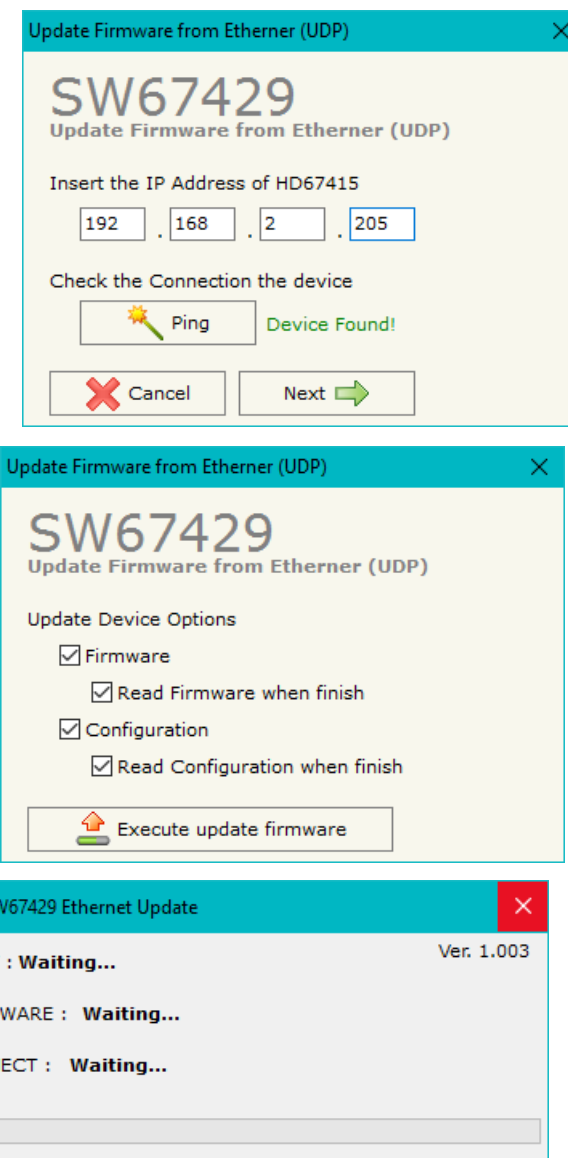 Update Firmware from Etherner (UDP)
SW67429
Update Firmware from Etherner (UDP)
Insert the IP Address of HD67415
192 . 168 . 2 . 205
Check the Connection the device
Ping Device Found!
Cancel Next
Update Firmware from Etherner (UDP)
SW67429
Update Firmware from Etherner (UDP)
Update Device Options
Firmware
Read Firmware when finish
Configuration
Read Configuration when finish
Execute update firmware
W67429 Ethernet Update
: Waiting... Ver. 1.003
WARE : Waiting...
ECT : Waiting...